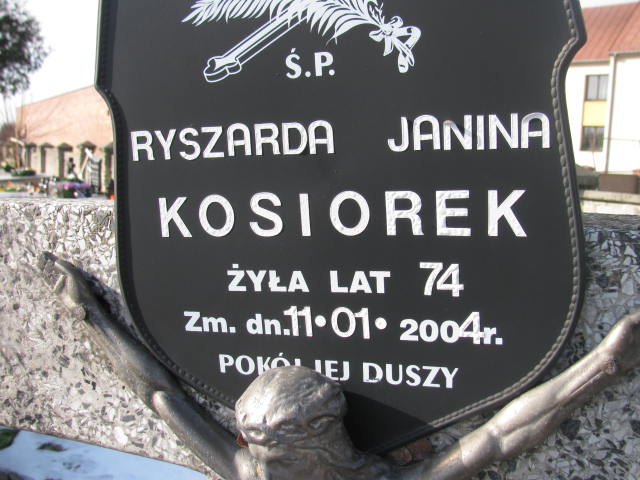 Ś.P.
RYSZARDA JANINA
KOSIOREK
ŻYŁA LAT 74
Zm. dn. 11•01• 2004r.
POKÓJ JEJ DUSZY